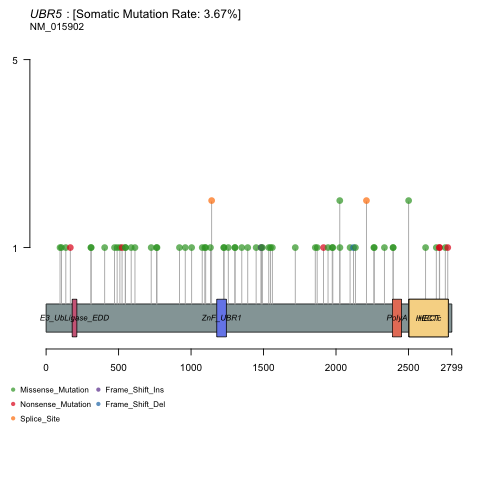 UBR5 : [Somatic Mutation Rate: 3.67%]
NM_015902
5
1
E3_UbLigase_EDD
ZnF_UBR1
PolyA
HECTc
0
500
1000
1500
2000
2500
2799
Missense_Mutation
Frame_Shift_Ins
Nonsense_Mutation
Frame_Shift_Del
Splice_Site